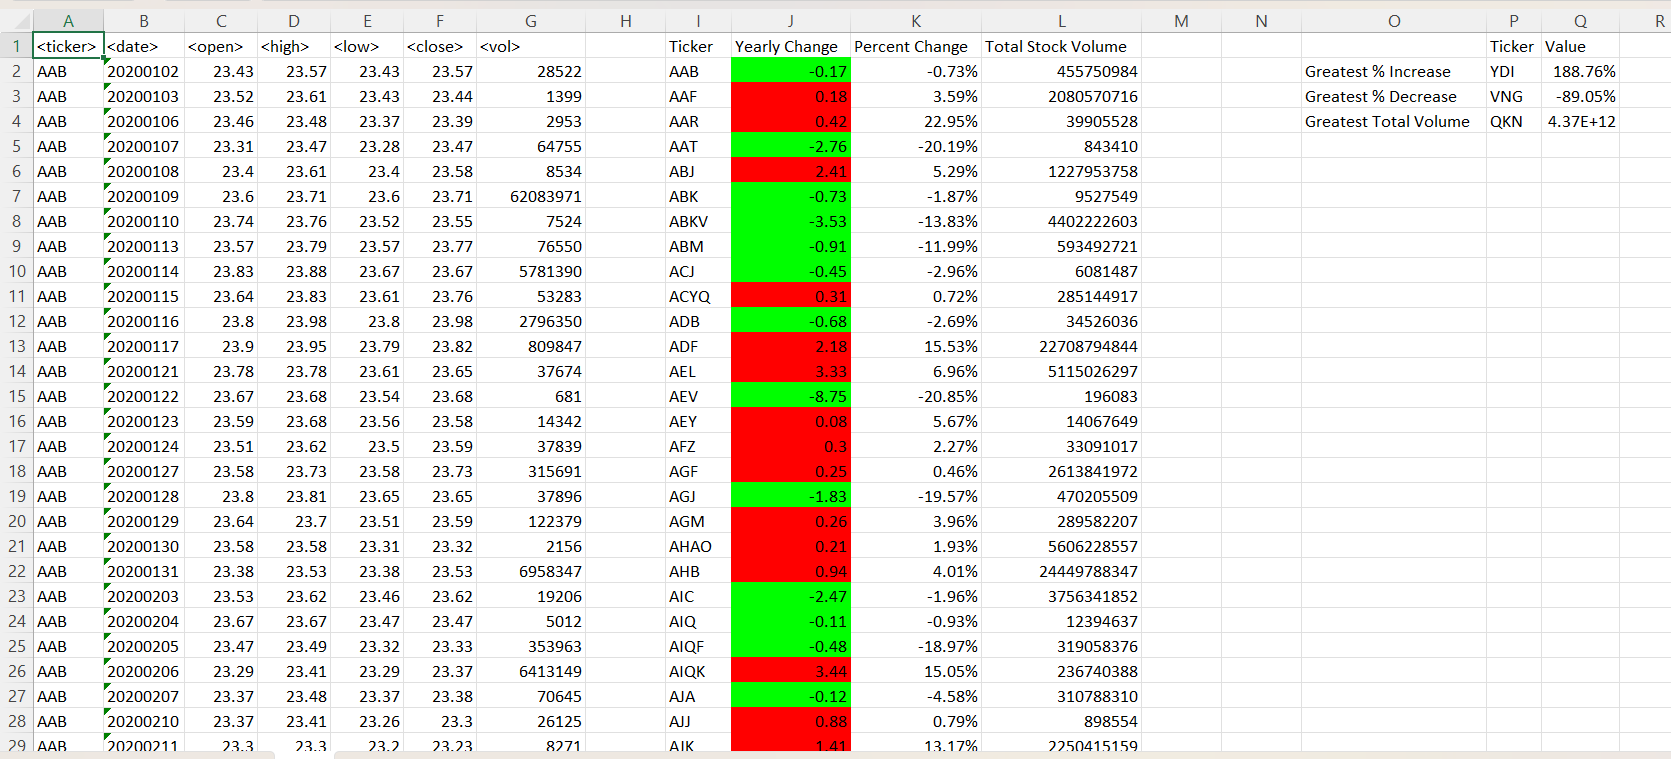 A B C D E F G H I J K L M N O P Q R
1 <ticker> <date> <open> <high> <low> <close> <vol> Ticker Yearly Change Percent Change Total Stock Volume Ticker Value
2 AAB 20200102 23.43 23.57 23.43 23.57 28522 AAB -0.17 -0.73% 455750984 Greatest % Increase YDI 188.76%
3 AAB 20200103 23.52 23.61 23.43 23.44 1399 AAF 0.18 3.59% 2080570716 Greatest % Decrease VNG -89.05%
4 AAB 20200106 23.46 23.48 23.37 23.39 2953 AAR 0.42 22.95% 39905528 Greatest Total Volume QKN 4.37E+12
5 AAB 20200107 23.31 23.47 23.28 23.47 64755 AAT -2.76 -20.19% 843410
6 AAB 20200108 23.4 23.61 23.4 23.58 8534 ABJ 2.41 5.29% 1227953758
7 AAB 20200109 23.6 23.71 23.6 23.71 62083971 ABK -0.73 -1.87% 9527549
8 AAB 20200110 23.74 23.76 23.52 23.55 7524 ABKV -3.53 -13.83% 4402222603
9 AAB 20200113 23.57 23.79 23.57 23.77 76550 ABM -0.91 -11.99% 593492721
10 AAB 20200114 23.83 23.88 23.67 23.67 5781390 ACJ -0.45 -2.96% 6081487
11 AAB 20200115 23.64 23.83 23.61 23.76 53283 ACYQ 0.31 0.72% 285144917
12 AAB 20200116 23.8 23.98 23.8 23.98 2796350 ADB -0.68 -2.69% 34526036
13 AAB 20200117 23.9 23.95 23.79 23.82 809847 ADF 2.18 15.53% 22708794844
14 AAB 20200121 23.78 23.78 23.61 23.65 37674 AEL 3.33 6.96% 5115026297
15 AAB 20200122 23.67 23.68 23.54 23.68 681 AEV -8.75 -20.85% 196083
16 AAB 20200123 23.59 23.68 23.56 23.58 14342 AEY 0.08 5.67% 14067649
17 AAB 20200124 23.51 23.62 23.5 23.59 37839 AFZ 0.3 2.27% 33091017
18 AAB 20200127 23.58 23.73 23.58 23.73 315691 AGF 0.25 0.46% 2613841972
19 AAB 20200128 23.8 23.81 23.65 23.65 37896 AGJ -1.83 -19.57% 470205509
20 AAB 20200129 23.64 23.7 23.51 23.59 122379 AGM 0.26 3.96% 289582207
21 AAB 20200130 23.58 23.58 23.31 23.32 2156 AHAO 0.21 1.93% 5606228557
22 AAB 20200131 23.38 23.53 23.38 23.53 6958347 AHB 0.94 4.01% 24449788347
23 AAB 20200203 23.53 23.62 23.46 23.62 19206 AIC -2.47 -1.96% 3756341852
24 AAB 20200204 23.67 23.67 23.47 23.47 5012 AIQ -0.11 -0.93% 12394637
25 AAB 20200205 23.47 23.49 23.32 23.33 353963 AIQF -0.48 -18.97% 319058376
26 AAB 20200206 23.29 23.41 23.29 23.37 6413149 AIQK 3.44 15.05% 236740388
27 AAB 20200207 23.37 23.48 23.37 23.38 70645 AJA -0.12 -4.58% 310788310
28 AAB 20200210 23.37 23.41 23.26 23.3 26125 AJJ 0.88 0.79% 898554
29 AAB 20200211 23.3 23.3 23.2 23.23 8271 AJK 1.41 13.17% 2250415159